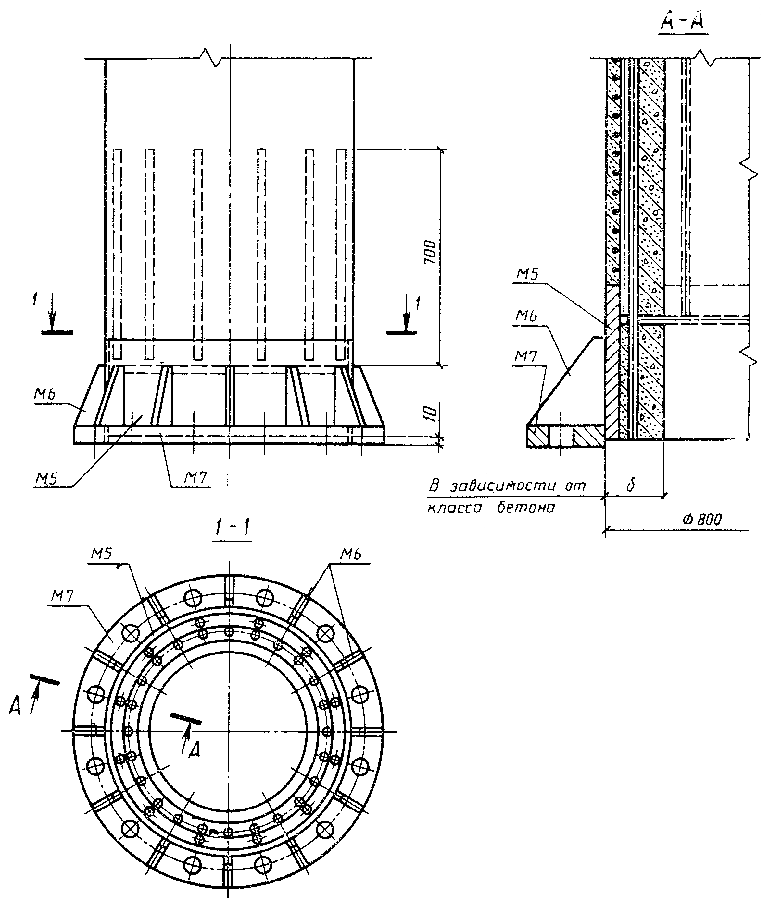 А-А
700
1
1
М6
10
М5
М7
М5
М6
М7
В зависимости от
класса бетона
δ
Ф 800
1-1
М5
М6
М7
А
А